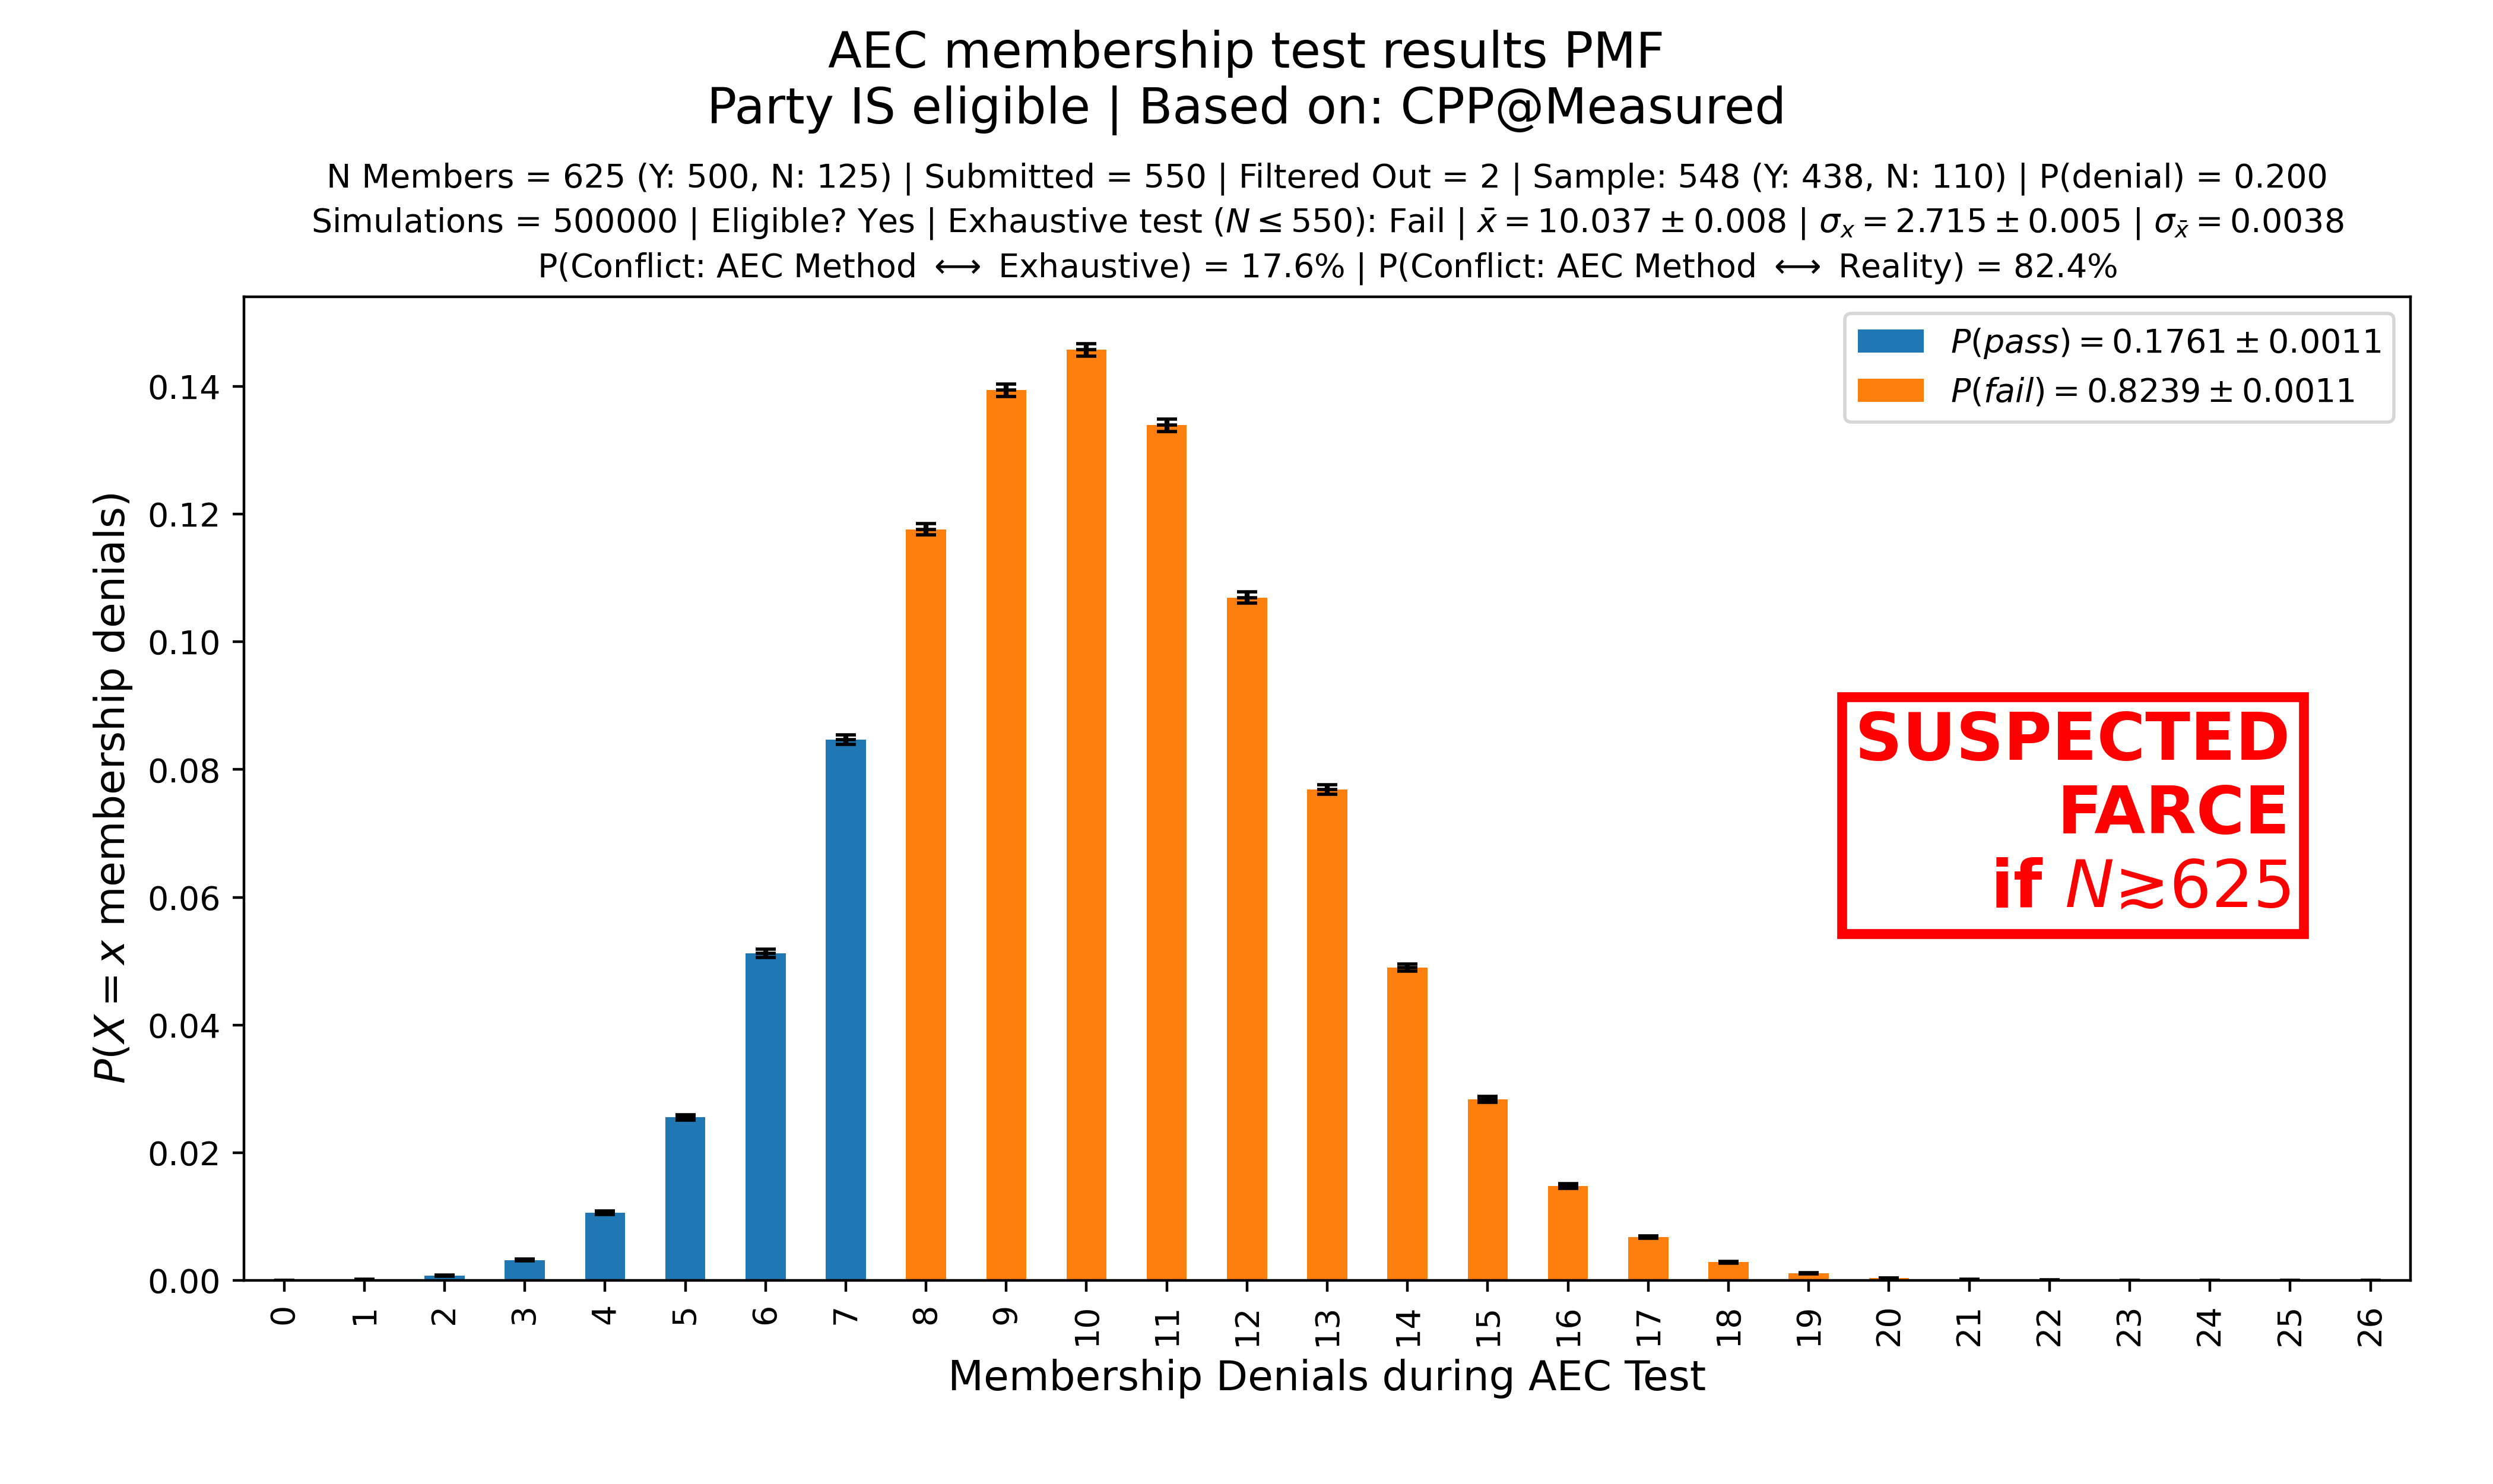 AEC membership test results PMF
Party IS eligible | Based on: CPP@Measured
N Members = 625 (Y: 500, N: 125) | Submitted = 550 | Filtered Out = 2 | Sample: 548 (Y: 438, N: 110) | P(denial) = 0.200
Simulations = 500000 | Eligible? Yes | Exhaustive test (N ≤ 550): Fail | x̄ = 10.037 ± 0.008 | σₓ = 2.715 ± 0.005 | σ_x̄ = 0.0038
P(Conflict: AEC Method ⟷ Exhaustive) = 17.6% | P(Conflict: AEC Method ⟷ Reality) = 82.4%
P(pass) = 0.1761 ± 0.0011
P(fail) = 0.8239 ± 0.0011
P(X = x membership denials)
0.14
0.12
0.10
0.08
0.06
0.04
0.02
0.00
SUSPECTED
FARCE
if N⪆625
0 1 2 3 4 5 6 7 8 9 10 11 12 13 14 15 16 17 18 19 20 21 22 23 24 25 26
Membership Denials during AEC Test